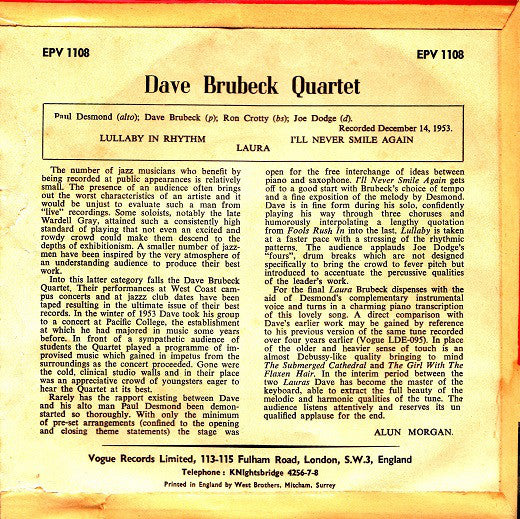 EPV 1108 EPV 1108
Dave Brubeck Quartet
Paul Desmond (alto); Dave Brubeck (p); Ron Crotty (bs); Joe Dodge (d).
Recorded December 14, 1953.
LULLABY IN RHYTHM I'LL NEVER SMILE AGAIN
LAURA
The number of jazz musicians who benefit by
being recorded at public appearances is relatively
small. The presence of an audience often brings
out the worst characteristics of an artist and it
would be unjust to evaluate such a man from
"live" recordings. Some soloists, notably the late
Wardell Gray, attained such a consistently high
standard of playing that not even an excited and
rowdy crowd could make them descend to the
depths of exhibitionism. A smaller number of jazz-
men have been inspired by the very atmosphere of
an understanding audience to produce their best
work.
Into this latter category falls the Dave Brubeck
Quartet. Their performances at West Coast cam-
pus concerts and at jazz club dates have been
taped resulting in the ultimate issue of their best
records. In the winter of 1953 Dave took his group
to a concert at Pacific College, the establishment
at which he had majored in music some years
before. In front of a sympathetic audience of
students the Quartet played a programme of im-
provised music which gained in impetus from the
surroundings as the concert proceeded. Gone were
the cold, clinical studio walls and in their place
was an appreciative crowd of youngsters eager to
hear the Quartet at its best.
Rarely has the rapport existing between Dave
and his alto man Paul Desmond been demon-
started so thoroughly. With only the minimum
of pre-set arrangements (confined to the opening
and closing theme statements) the stage was
open for the free interchange of ideas between
piano and saxophone. I'll Never Smile Again gets
off to a good start with Brubeck's choice of tempo
and a fine exposition of the melody by Desmond.
Dave is in fine form during his solo, confidently
playing his way through three choruses and
humorously interpolating a lengthy quotation
from Fools Rush In into the last. Lullaby is taken
at a faster pace with a stressing of the rhythmic
patterns. The audience applauds Joe Dodge's
"fours", drum breaks which are not designed
specifically to bring the crowd to fever pitch but
introduced to accentuate the percussive qualities
of the leader's work.
For the final Laura Brubeck dispenses with the
aid of Desmond's complementary instrumental
voice and turns in a charming piano transcription
of this lovely song. A direct comparison with
Dave's earlier work may be gained by reference
to his previous version of the same tune recorded
over four years earlier (Vogue LDE-095). In place
of the older and heavier sense of touch is an
almost Debussy-like quality bringing to mind
The Submerged Cathedral and The Girl With The
Flaxen Hair. In the interim period between the
two Lauras Dave has become the master of the
keyboard, able to extract the full beauty of the
melodic and harmonic qualities of the tune. The
audience listens attentively and reserves its un
qualified applause for the end.
ALUN MORGAN.
Vogue Records Limited, 113-115 Fulham Road, London, S.W.3, England
Telephone: KNightsbridge 4256-7-8
Printed in England by West Brothers, Mitcham, Surrey